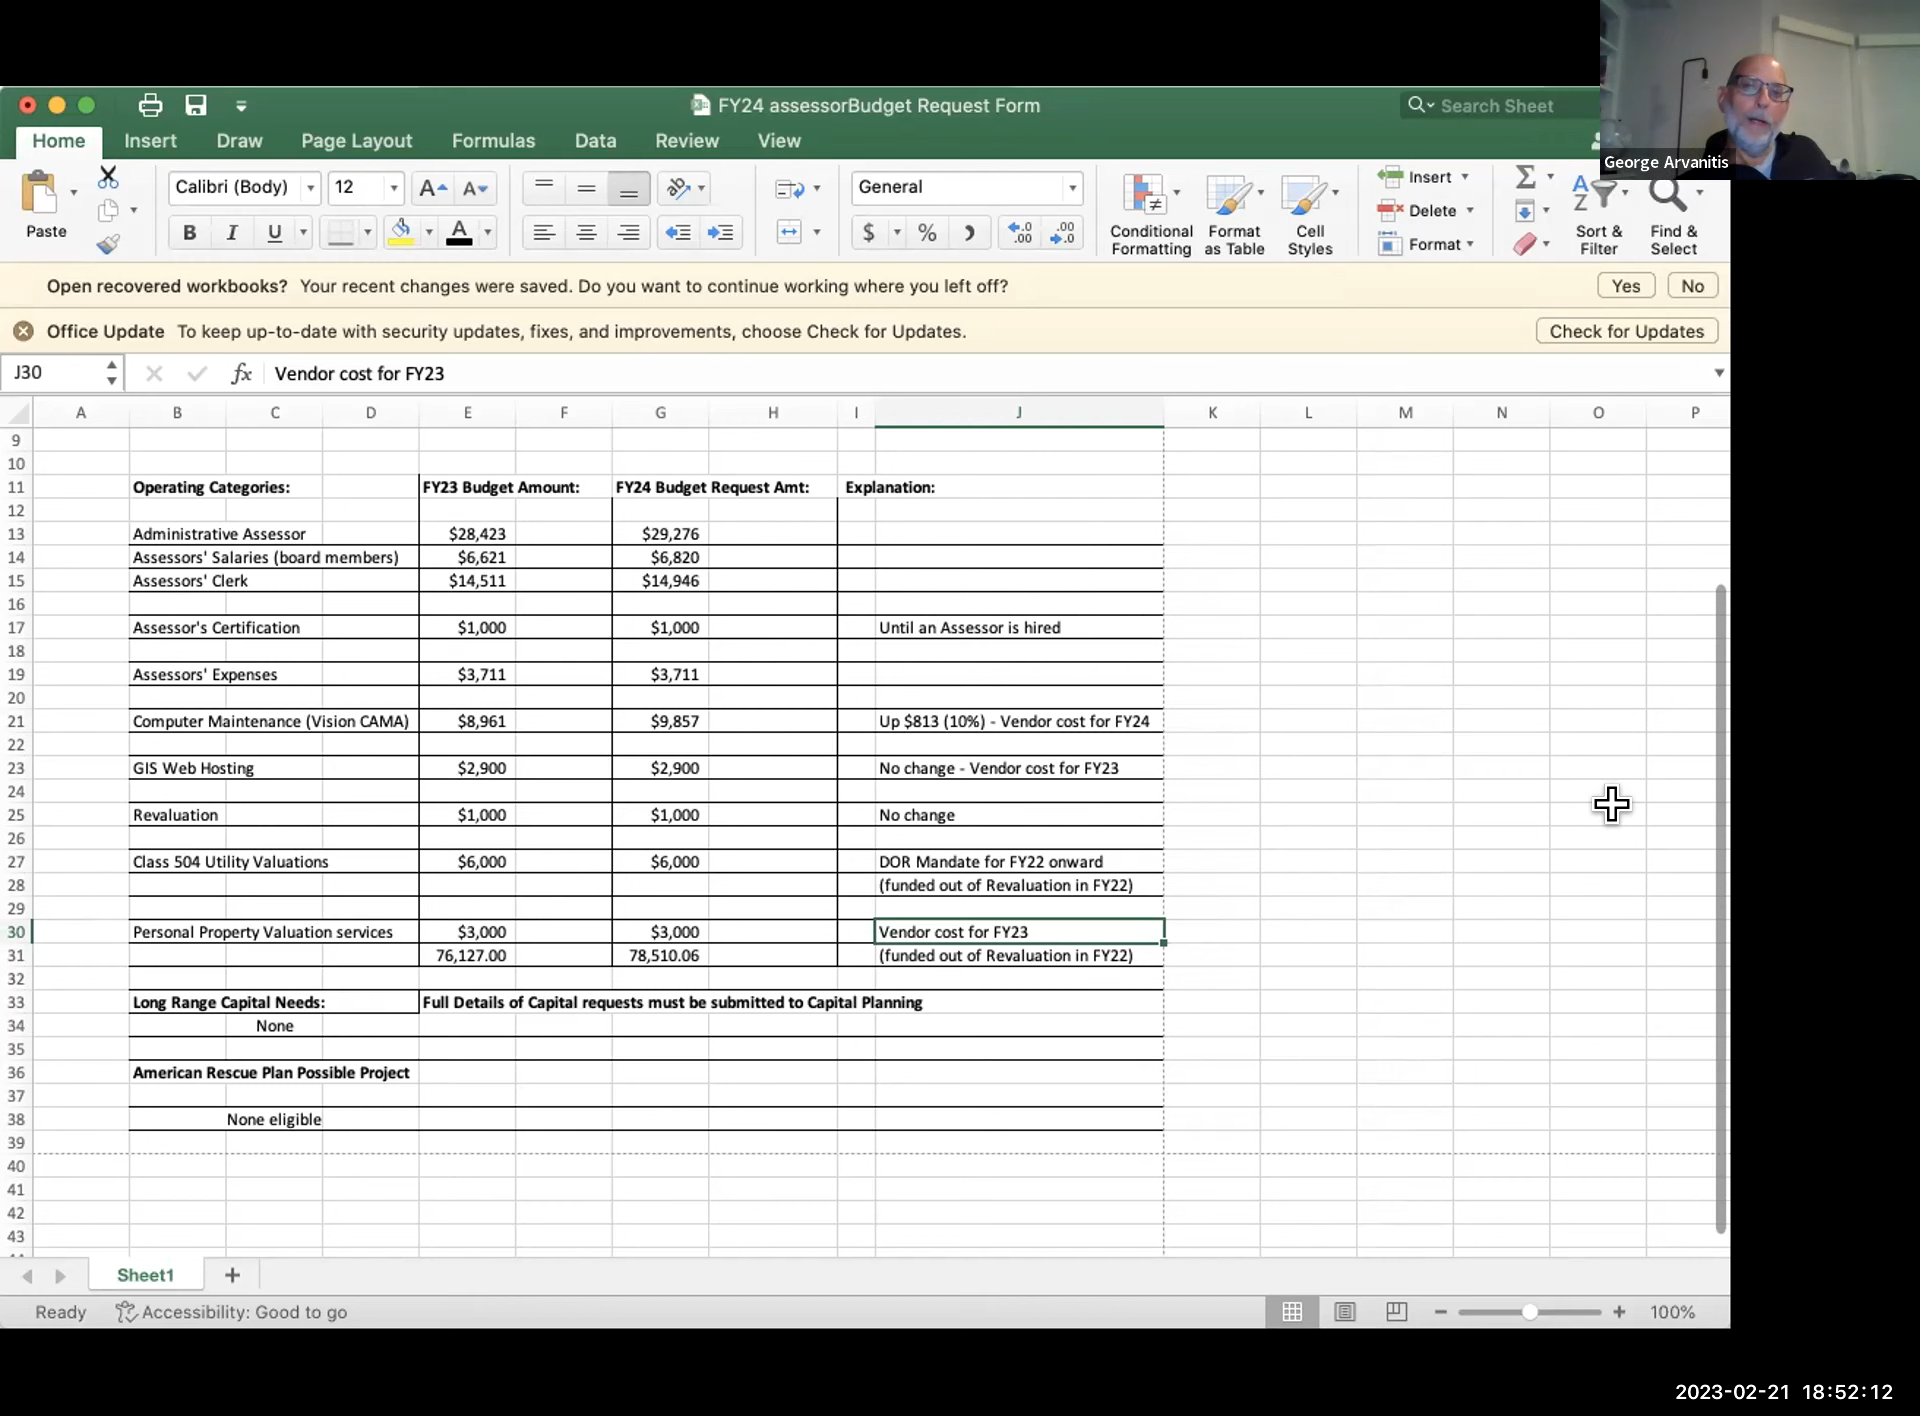 FY24 assessorBudget Request Form
Search Sheet
George Arvanitis
Home Insert Draw Page Layout Formulas Data Review View
Paste
Calibri (Body) 12 A A
General
Insert
B I U A
$ % .0 .00 .00 .0
Conditional Formatting
Format as Table
Cell Styles
Delete
Format
A Z
Sort & Filter
Find & Select
Open recovered workbooks? Your recent changes were saved. Do you want to continue working where you left off? Yes No
Office Update To keep up-to-date with security updates, fixes, and improvements, choose Check for Updates. Check for Updates
J30 fx Vendor cost for FY23
A B C D E F G H I J K L M N O P
9
10
11 Operating Categories: FY23 Budget Amount: FY24 Budget Request Amt: Explanation:
12
13 Administrative Assessor $28,423 $29,276
14 Assessors' Salaries (board members) $6,621 $6,820
15 Assessors' Clerk $14,511 $14,946
16
17 Assessor's Certification $1,000 $1,000 Until an Assessor is hired
18
19 Assessors' Expenses $3,711 $3,711
20
21 Computer Maintenance (Vision CAMA) $8,961 $9,857 Up $813 (10%) - Vendor cost for FY24
22
23 GIS Web Hosting $2,900 $2,900 No change - Vendor cost for FY23
24
25 Revaluation $1,000 $1,000 No change
26
27 Class 504 Utility Valuations $6,000 $6,000 DOR Mandate for FY22 onward
28 (funded out of Revaluation in FY22)
29
30 Personal Property Valuation services $3,000 $3,000 Vendor cost for FY23
31 76,127.00 78,510.06 (funded out of Revaluation in FY22)
32
33 Long Range Capital Needs: Full Details of Capital requests must be submitted to Capital Planning
34 None
35
36 American Rescue Plan Possible Project
37
38 None eligible
39
40
41
42
43
Sheet1 +
Ready Accessibility: Good to go 100%
2023-02-21 18:52:12